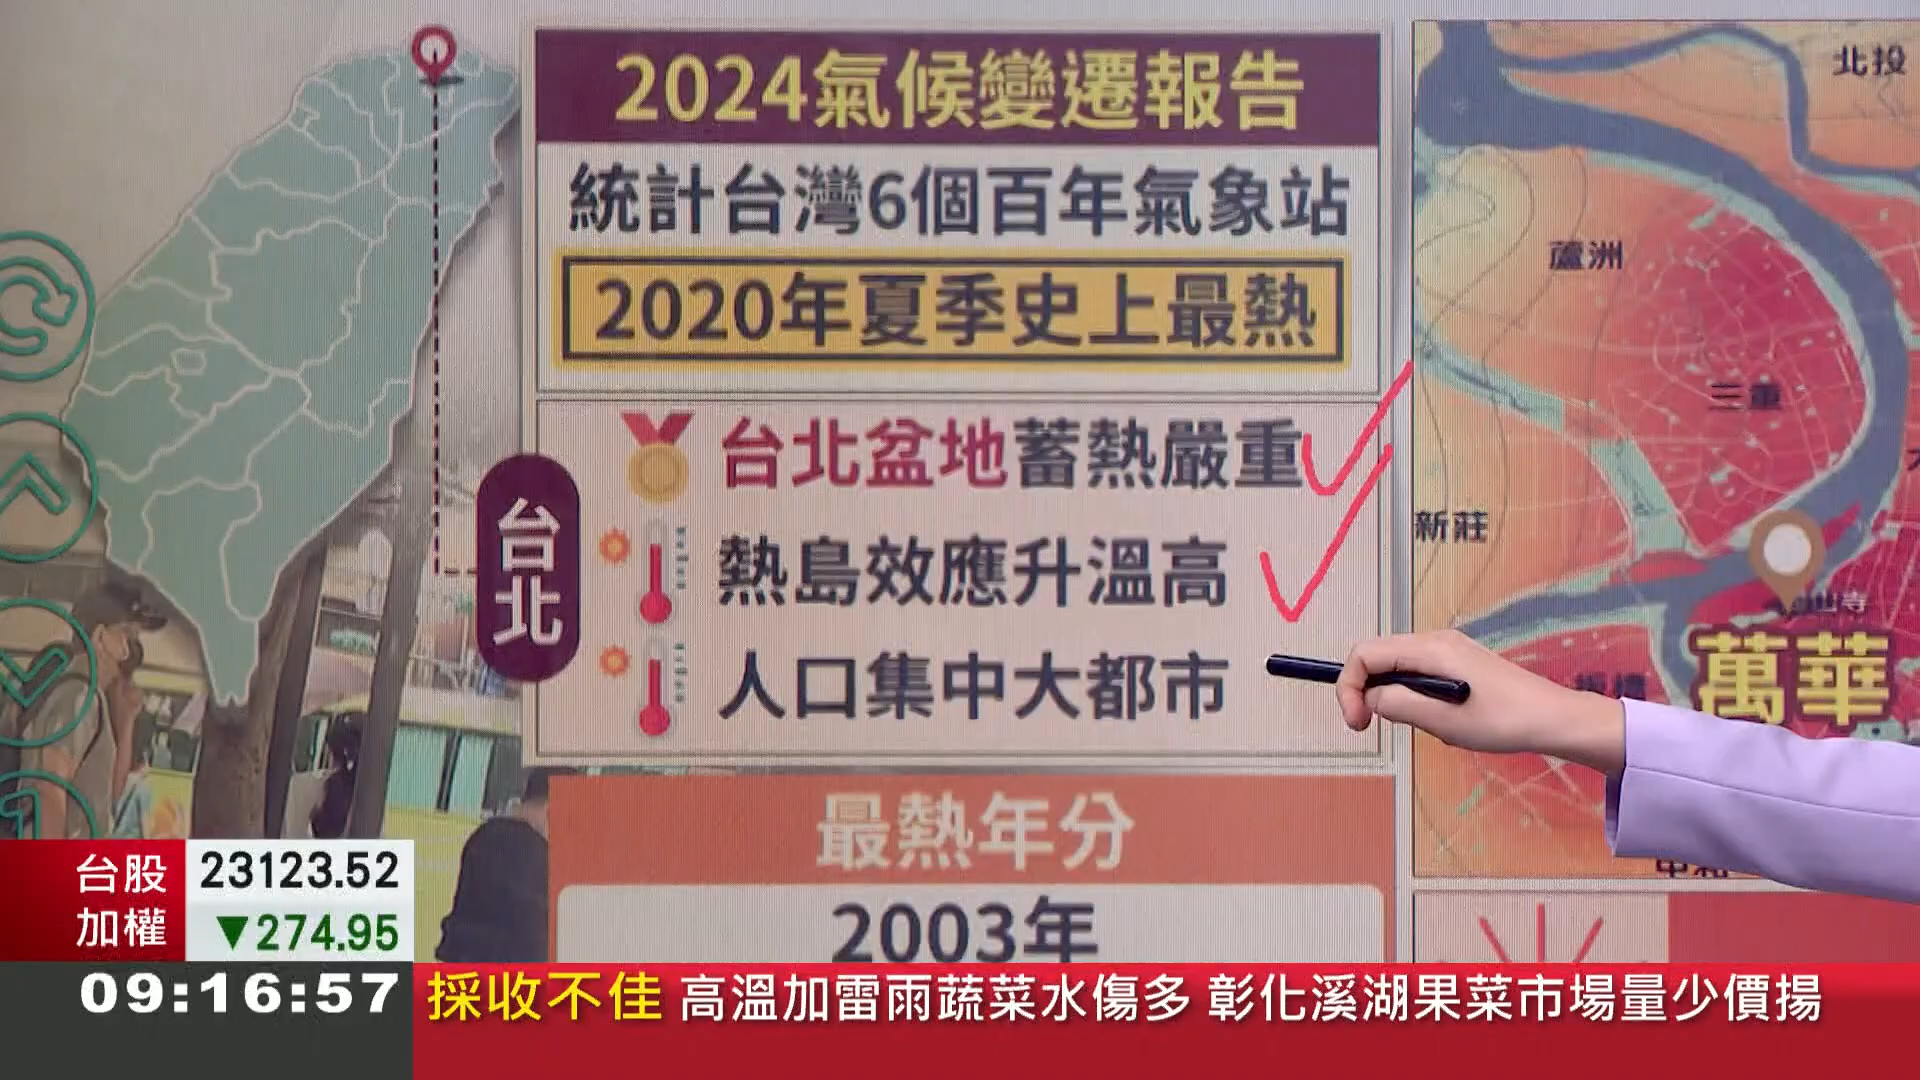 2024氣候變遷報告
統計台灣6個百年氣象站
2020年夏季史上最熱
台北
台北盆地蓄熱嚴重
熱島效應升溫高
人口集中大都市
最熱年分
2003年
北投
蘆洲
三重
新莊
萬華
台股
加權
23123.52
▼274.95
09:16:57
採收不佳 高溫加雷雨蔬菜水傷多 彰化溪湖果菜市場量少價揚